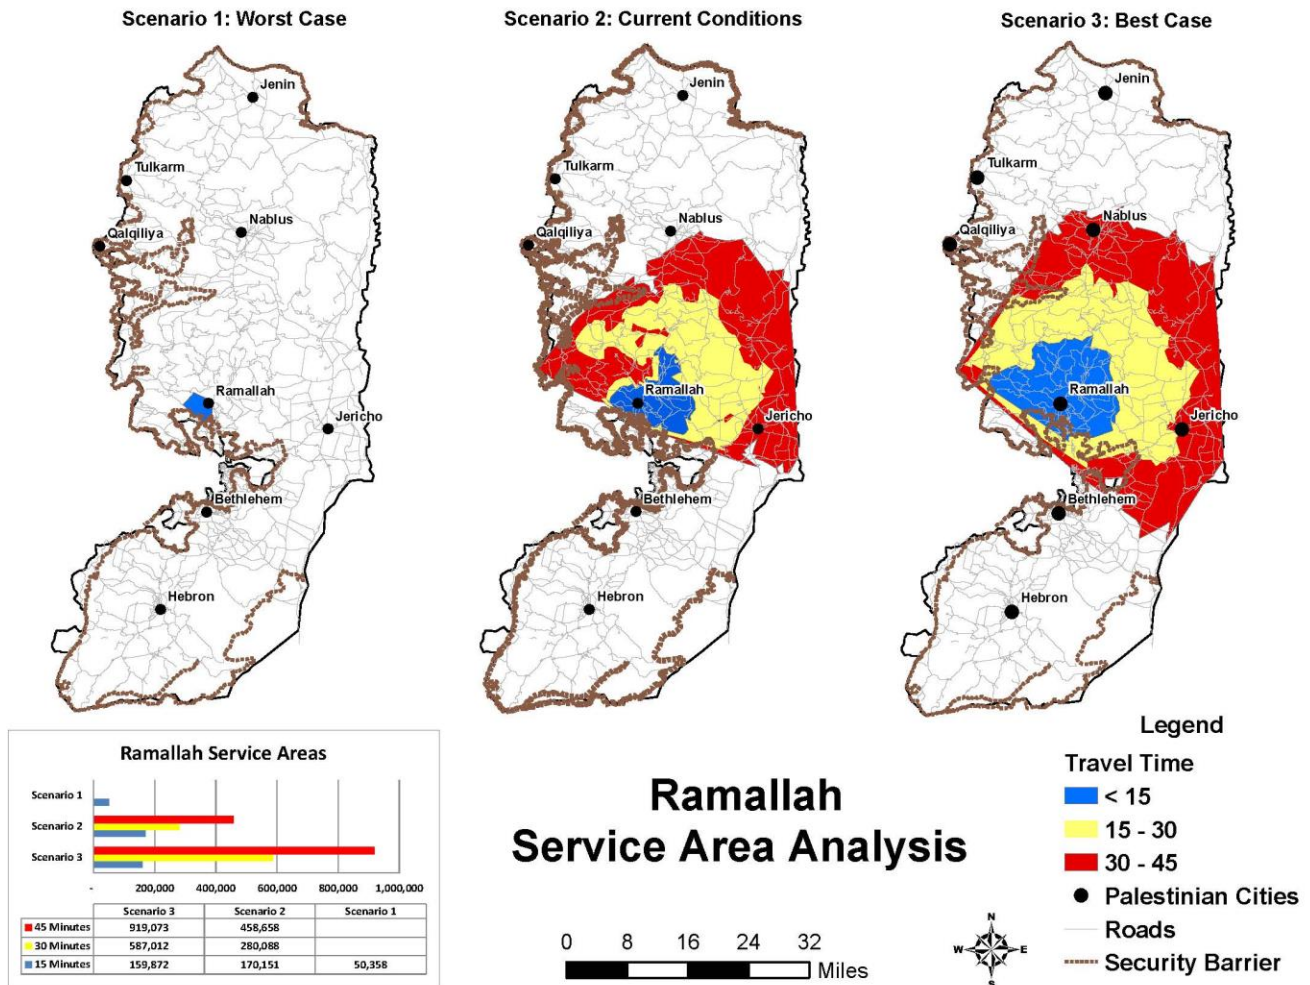 Scenario 1: Worst Case
Jenin
Tulkarm
Nablus
Qalqiliya
Ramallah
Jericho
Bethlehem
Hebron
Scenario 2: Current Conditions
Jenin
Tulkarm
Nablus
Qalqiliya
Ramallah
Jericho
Bethlehem
Hebron
Scenario 3: Best Case
Jenin
Tulkarm
Nablus
Qalqiliya
Ramallah
Jericho
Bethlehem
Hebron
Ramallah Service Areas
Scenario 1
Scenario 2
Scenario 3
- 200,000 400,000 600,000 800,000 1,000,000
Scenario 3 Scenario 2 Scenario 1
45 Minutes 919,073 458,658
30 Minutes 587,012 280,088
15 Minutes 159,872 170,151 50,358
Ramallah
Service Area Analysis
0 8 16 24 32
Miles
N
W E
S
Legend
Travel Time
< 15
15 - 30
30 - 45
Palestinian Cities
Roads
Security Barrier